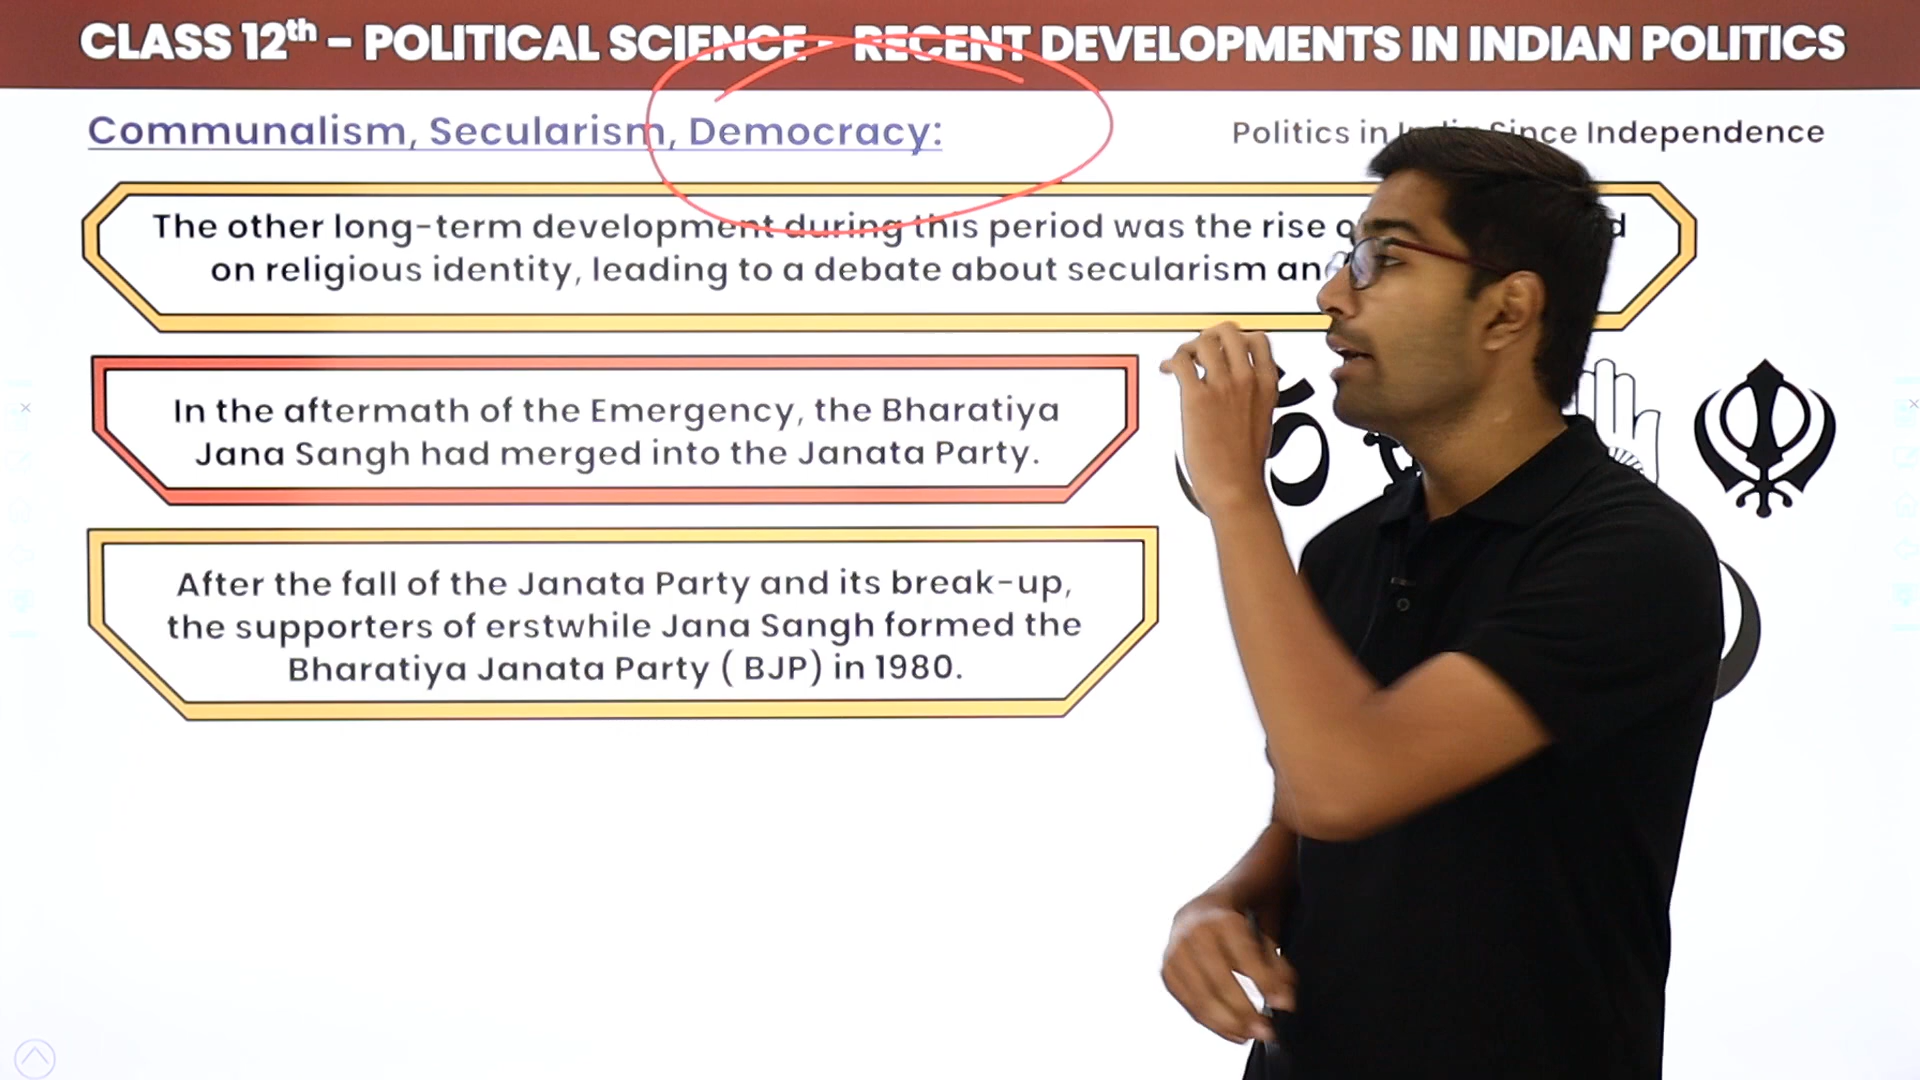 CLASS 12th - POLITICAL SCIENCE - RECENT DEVELOPMENTS IN INDIAN POLITICS
Communalism, Secularism, Democracy:
Politics in India Since Independence
The other long-term development during this period was the rise
on religious identity, leading to a debate about secularism
In the aftermath of the Emergency, the Bharatiya
Jana Sangh had merged into the Janata Party.
After the fall of the Janata Party and its break-up,
the supporters of erstwhile Jana Sangh formed the
Bharatiya Janata Party ( BJP) in 1980.